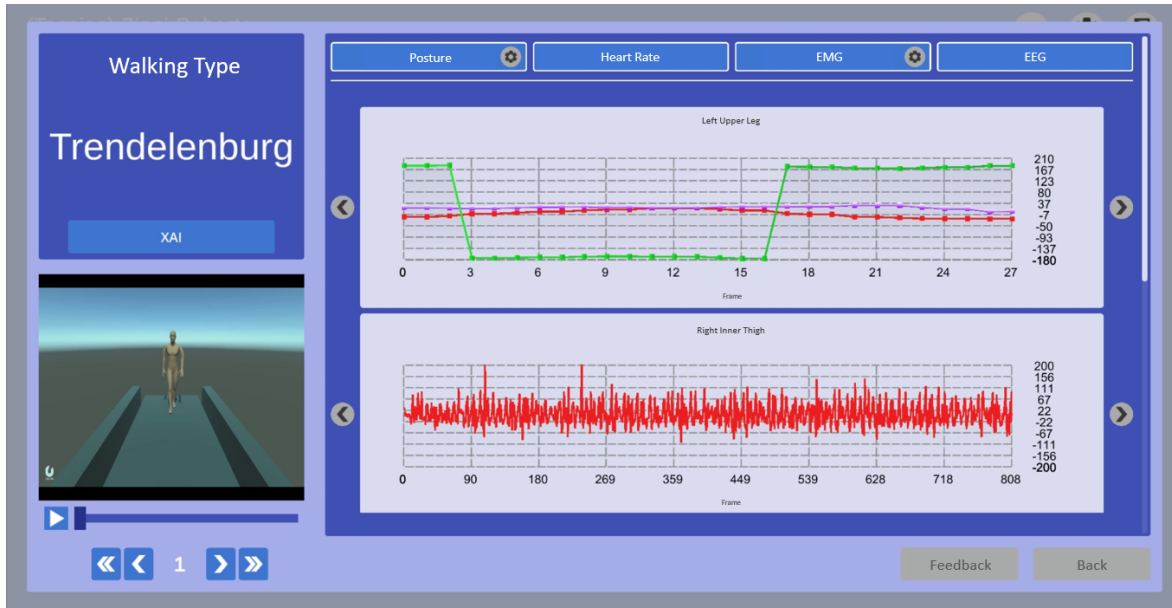 Walking Type
Trendelenburg
XAI
1
Posture
Heart Rate
EMG
EEG
Left Upper Leg
210
167
123
80
37
-7
-50
-93
-137
-180
0 3 6 9 12 15 18 21 24 27
Frame
Right Inner Thigh
200
156
111
67
22
-22
-67
-111
-156
-200
0 90 180 269 359 449 539 628 718 808
Frame
Feedback
Back